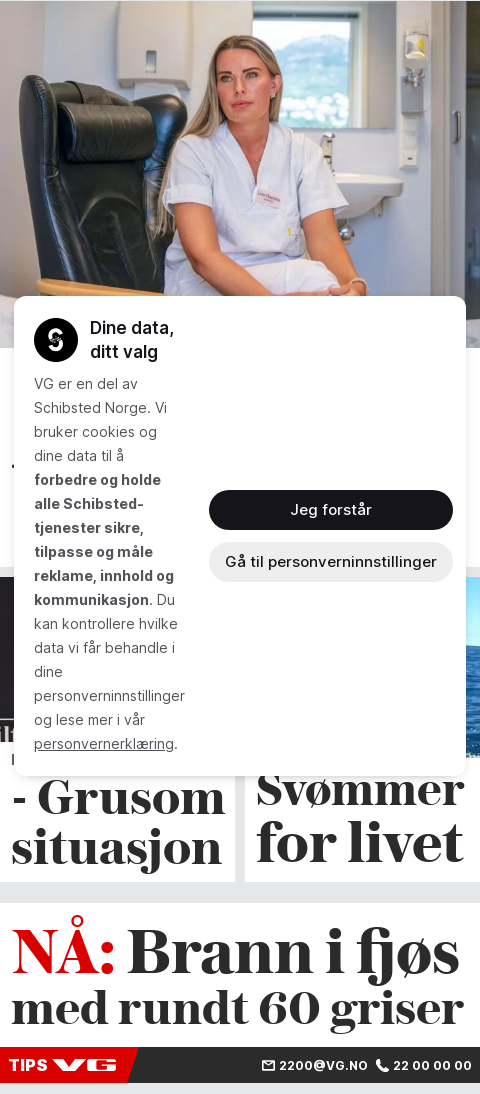 Dine data,
ditt valg
VG er en del av
Schibsted Norge. Vi
bruker cookies og
dine data til å
forbedre og holde
alle Schibsted-
tjenester sikre,
tilpasse og måle
reklame, innhold og
kommunikasjon. Du
kan kontrollere hvilke
data vi får behandle i
dine
personverninnstillinger
og lese mer i vår
personvernerklæring.
Jeg forstår
Gå til personverninnstillinger
- Grusom
situasjon
Svømmer
for livet
NÅ: Brann i fjøs
med rundt 60 griser
TIPS VG
2200@VG.NO
22 00 00 00